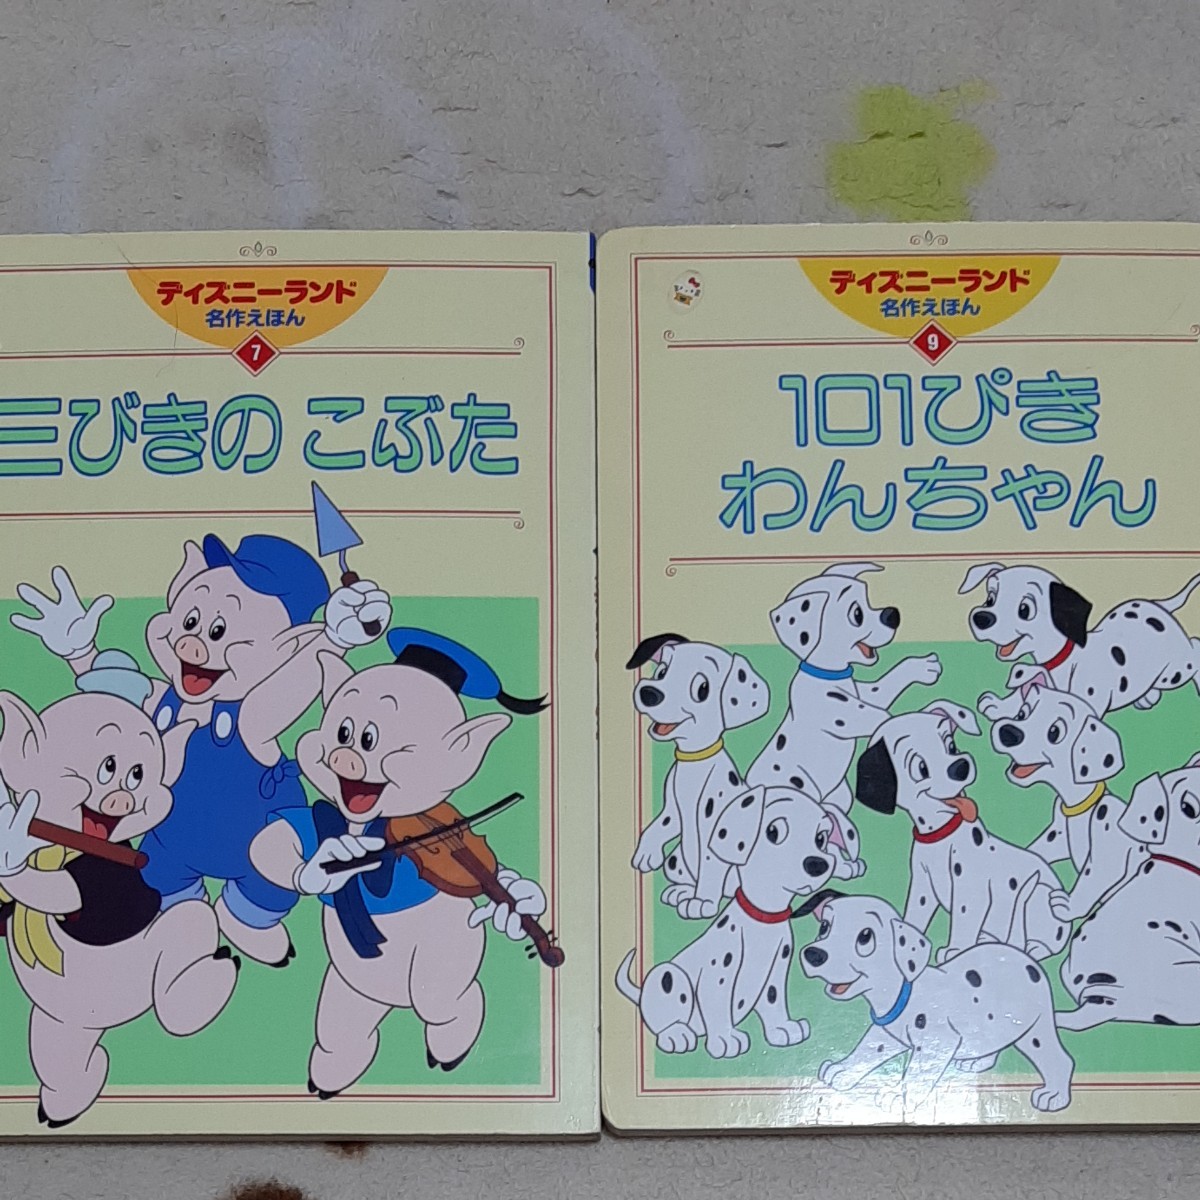 ディズニーランド
名作えほん
7
三びきの こぶた
ディズニーランド
名作えほん
9
101ぴき
わんちゃん